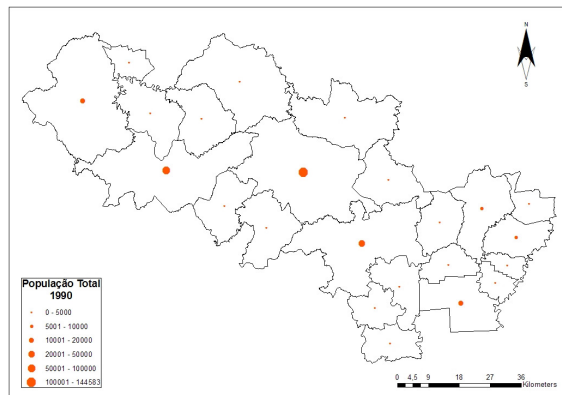 N
S
População Total
1990
0 - 5000
5001 - 10000
10001 - 20000
20001 - 50000
50001 - 100000
100001 - 144583
0 4,5 9 18 27 36
Kilometers